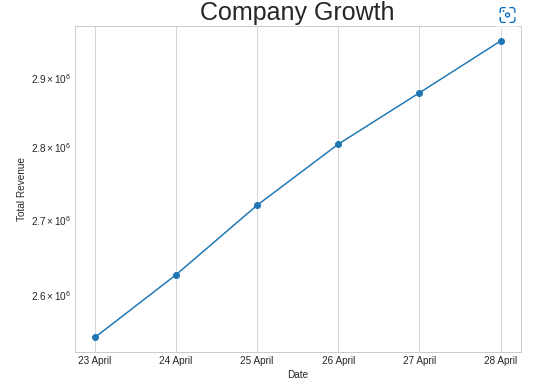 Company Growth
2.9 × 10⁶
2.8 × 10⁶
2.7 × 10⁶
2.6 × 10⁶
Total Revenue
23 April 24 April 25 April 26 April 27 April 28 April
Date